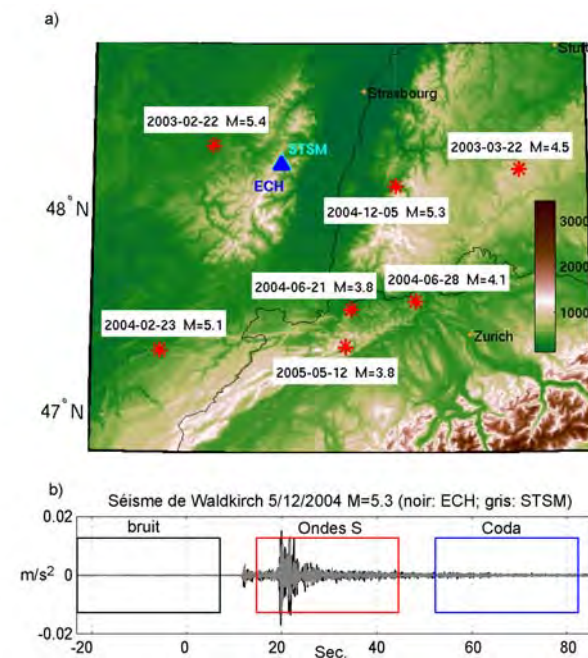 a)
Stutt
Strasbourg
2003-02-22 M=5.4
STSM
2003-03-22 M=4.5
ECH
48°N
2004-12-05 M=5.3
3000
2004-06-21 M=3.8
2004-06-28 M=4.1
2004-02-23 M=5.1
Zurich
1000
2005-05-12 M=3.8
47°N
b)
Séisme de Waldkirch 5/12/2004 M=5.3 (noir: ECH; gris: STSM)
0.02
bruit
Ondes S
Coda
m/s²
0
-0.02
-20
0
20
40
60
80
Sec.